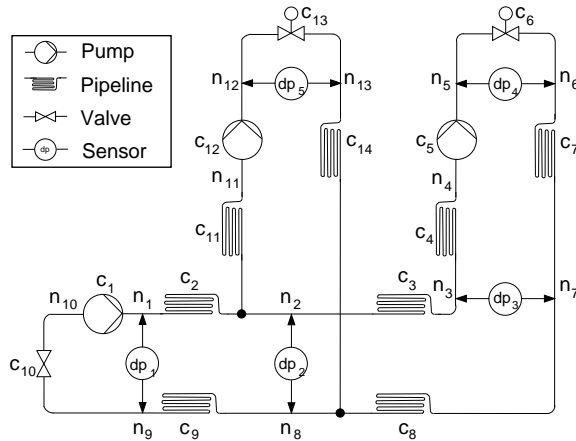 Pump
Pipeline
Valve
dp Sensor
c13
c6
n12
dp5
n13
n5
dp4
n6
c12
c14
c5
c7
n11
n4
c11
c4
c1
c2
c3
n10
n1
n2
n3
dp3
n7
c10
dp1
dp2
n9
c9
n8
c8